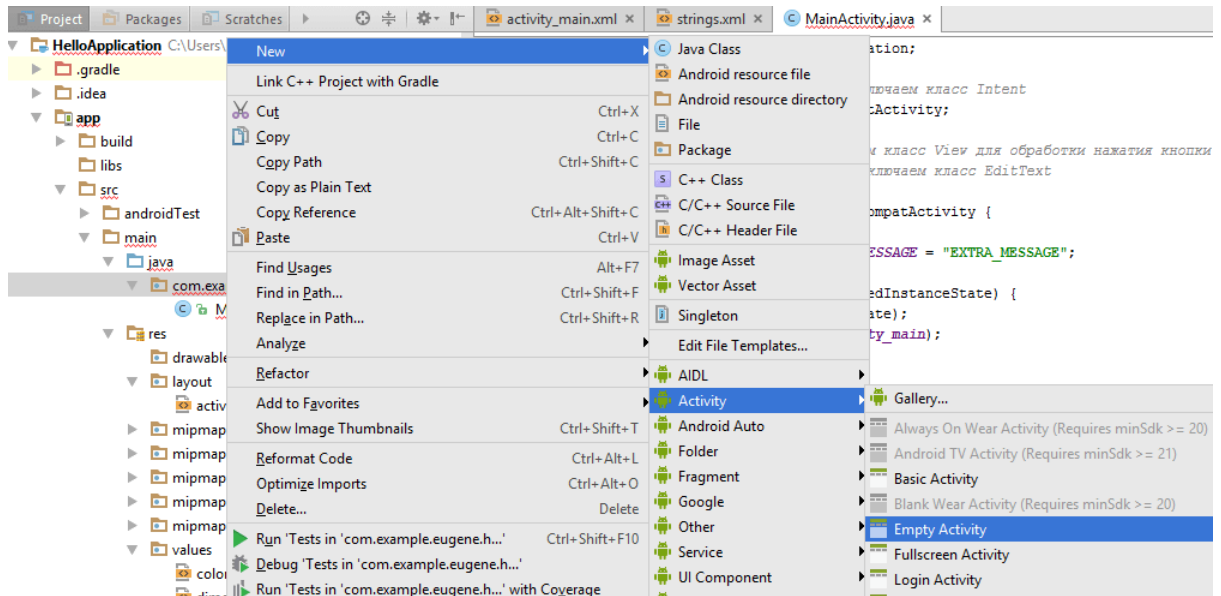 Project Packages Scratches activity_main.xml × strings.xml × MainActivity.java ×
HelloApplication C:\Users\
.gradle
.idea
app
build
libs
src
androidTest
main
java
com.exa
M
res
drawable
layout
activ
mipmap
mipmap
mipmap
mipmap
mipmap
values
color
New
Link C++ Project with Gradle
Cut Ctrl+X
Copy Ctrl+C
Copy Path Ctrl+Shift+C
Copy as Plain Text
Copy Reference Ctrl+Alt+Shift+C
Paste Ctrl+V
Find Usages Alt+F7
Find in Path... Ctrl+Shift+F
Replace in Path... Ctrl+Shift+R
Analyze
Refactor
Add to Favorites
Show Image Thumbnails Ctrl+Shift+T
Reformat Code Ctrl+Alt+L
Optimize Imports Ctrl+Alt+O
Delete... Delete
Run 'Tests in 'com.example.eugene.h...' Ctrl+Shift+F10
Debug 'Tests in 'com.example.eugene.h...'
Run 'Tests in 'com.example.eugene.h...' with Coverage
Java Class
Android resource file
Android resource directory
File
Package
C++ Class
C/C++ Source File
C/C++ Header File
Image Asset
Vector Asset
Singleton
Edit File Templates...
AIDL
Activity
Android Auto
Folder
Fragment
Google
Other
Service
UI Component
ation;
ючаем класс Intent
tActivity;
м класс View для обработки нажатия кнопки
ключаем класс EditText
ompatActivity {
ESSAGE = "EXTRA_MESSAGE";
edInstanceState) {
ate);
ty_main);
Gallery...
Always On Wear Activity (Requires minSdk >= 20)
Android TV Activity (Requires minSdk >= 21)
Basic Activity
Blank Wear Activity (Requires minSdk >= 20)
Empty Activity
Fullscreen Activity
Login Activity